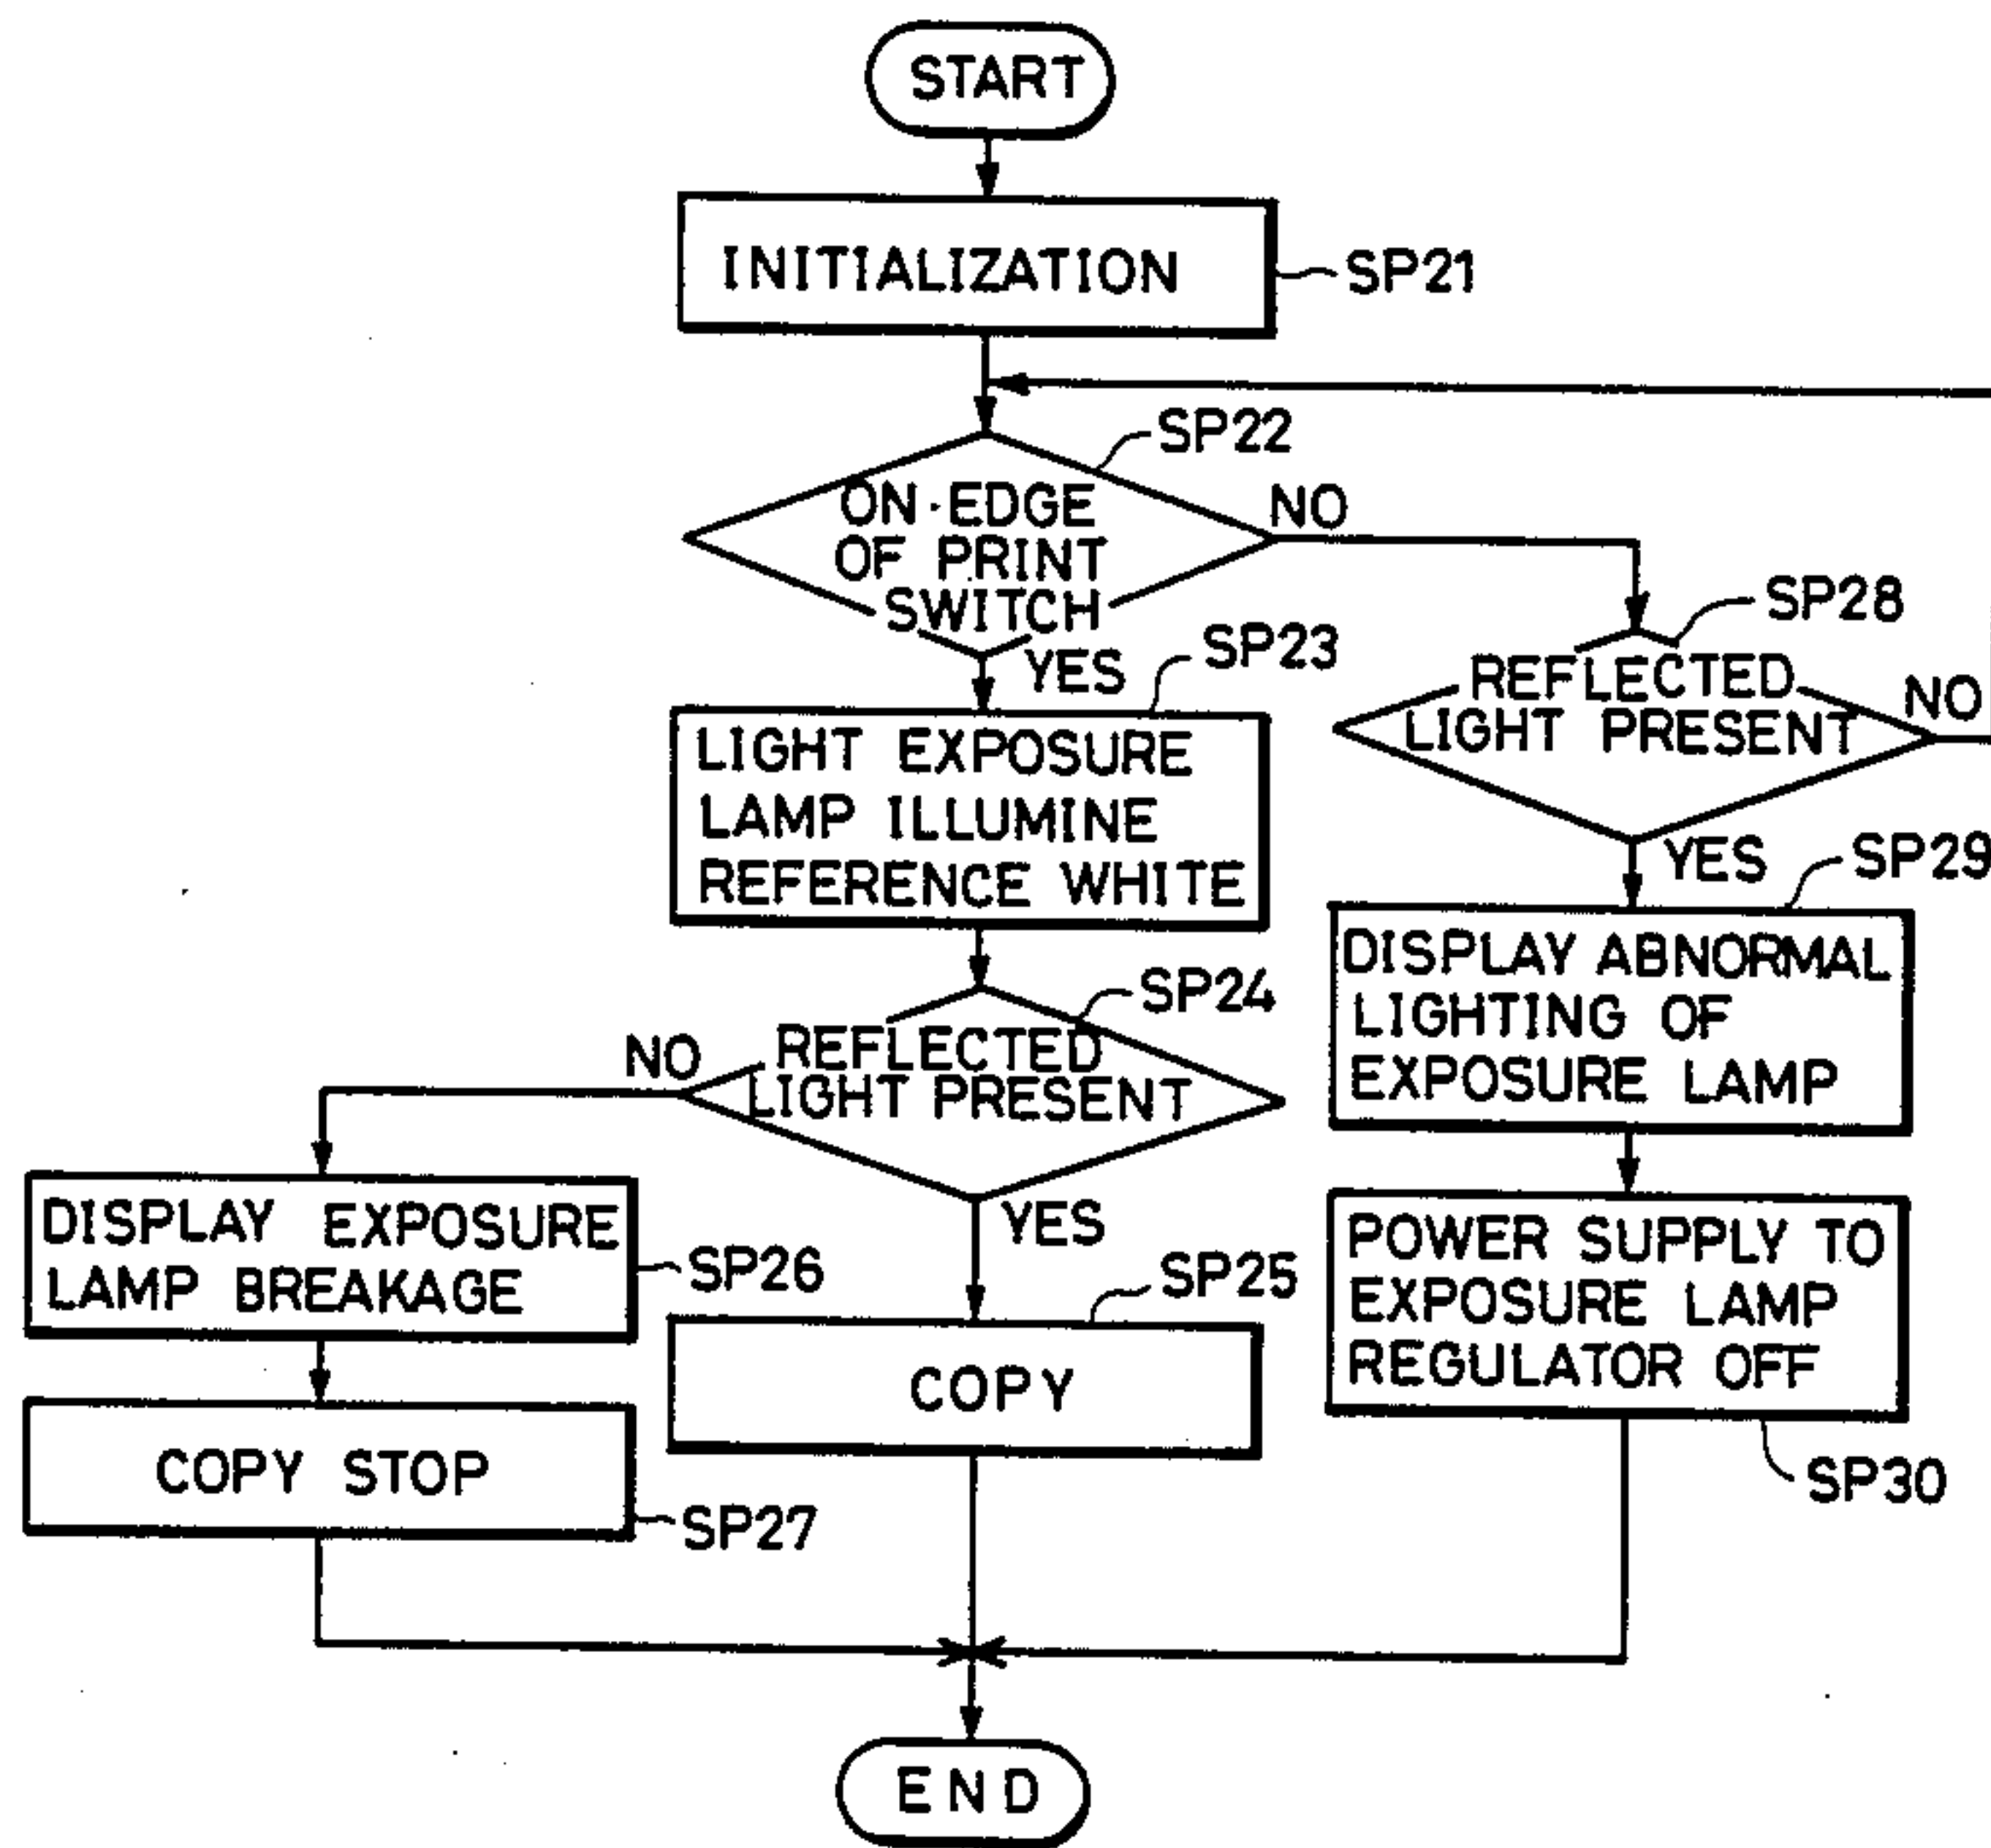 START
INITIALIZATION
SP21
SP22
ON·EDGE
OF PRINT
SWITCH
NO
YES
SP23
LIGHT EXPOSURE
LAMP ILLUMINE
REFERENCE WHITE
SP24
REFLECTED
LIGHT PRESENT
NO
YES
DISPLAY EXPOSURE
LAMP BREAKAGE
SP26
COPY STOP
SP27
SP25
COPY
SP28
REFLECTED
LIGHT PRESENT
NO
YES
SP29
DISPLAY ABNORMAL
LIGHTING OF
EXPOSURE LAMP
POWER SUPPLY TO
EXPOSURE LAMP
REGULATOR OFF
SP30
END